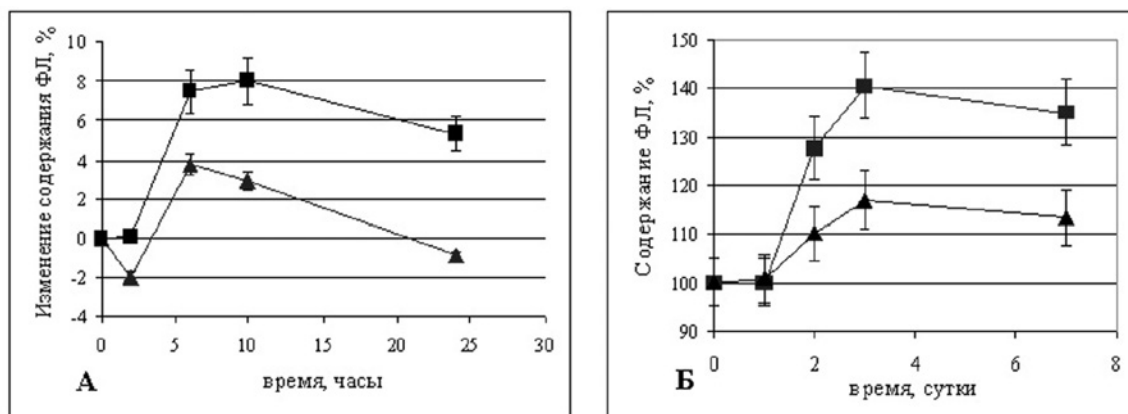 Изменение содержания ФЛ, %
10
8
6
4
2
0
-2
-4
0 5 10 15 20 25 30
А
время, часы
Содержание ФЛ, %
150
140
130
120
110
100
90
0 2 4 6 8
Б
время, сутки